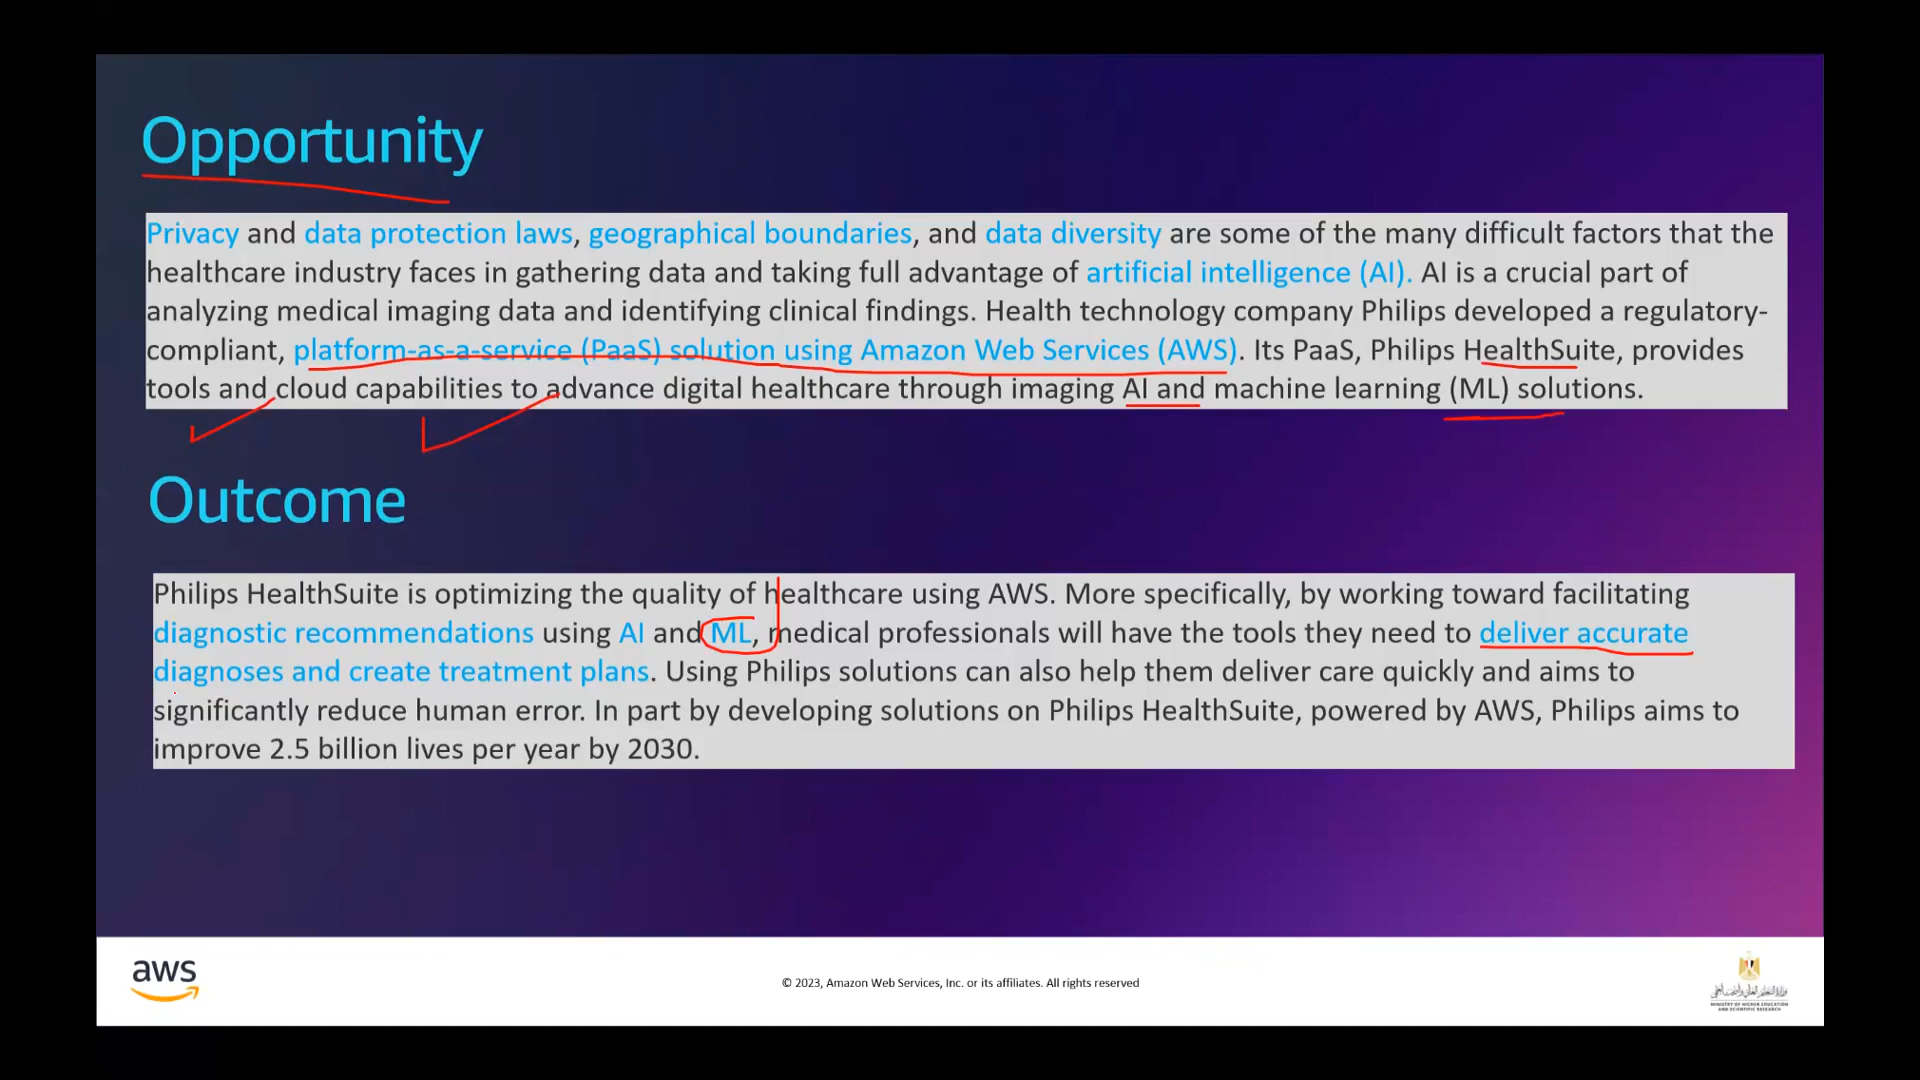 Opportunity
Privacy and data protection laws, geographical boundaries, and data diversity are some of the many difficult factors that the
healthcare industry faces in gathering data and taking full advantage of artificial intelligence (AI). AI is a crucial part of
analyzing medical imaging data and identifying clinical findings. Health technology company Philips developed a regulatory-
compliant, platform-as-a-service (PaaS) solution using Amazon Web Services (AWS). Its PaaS, Philips HealthSuite, provides
tools and cloud capabilities to advance digital healthcare through imaging AI and machine learning (ML) solutions.
Outcome
Philips HealthSuite is optimizing the quality of healthcare using AWS. More specifically, by working toward facilitating
diagnostic recommendations using AI and ML, medical professionals will have the tools they need to deliver accurate
diagnoses and create treatment plans. Using Philips solutions can also help them deliver care quickly and aims to
significantly reduce human error. In part by developing solutions on Philips HealthSuite, powered by AWS, Philips aims to
improve 2.5 billion lives per year by 2030.
aws
© 2023, Amazon Web Services, Inc. or its affiliates. All rights reserved
MINISTRY OF HIGHER EDUCATION
AND SCIENTIFIC RESEARCH